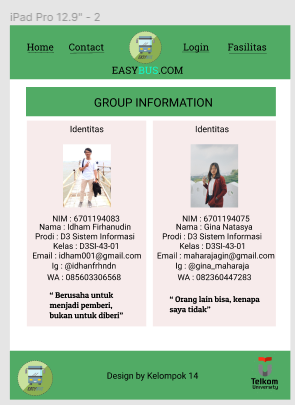 iPad Pro 12.9" - 2
Home Contact Login Fasilitas
EASYBUS.COM
GROUP INFORMATION
Identitas
NIM : 6701194083
Nama : Idham Firhanudin
Prodi : D3 Sistem Informasi
Kelas : D3SI-43-01
Email : idham001@gmail.com
Ig : @idhanfrhndn
WA : 085603306568
“ Berusaha untuk
menjadi pemberi,
bukan untuk diberi”
Identitas
NIM : 6701194075
Nama : Gina Natasya
Prodi : D3 Sistem Informasi
Kelas : D3SI-43-01
Email : maharajagin@gmail.com
Ig : @gina_maharaja
WA : 082360447283
“ Orang lain bisa, kenapa
saya tidak”
Design by Kelompok 14
Telkom
University